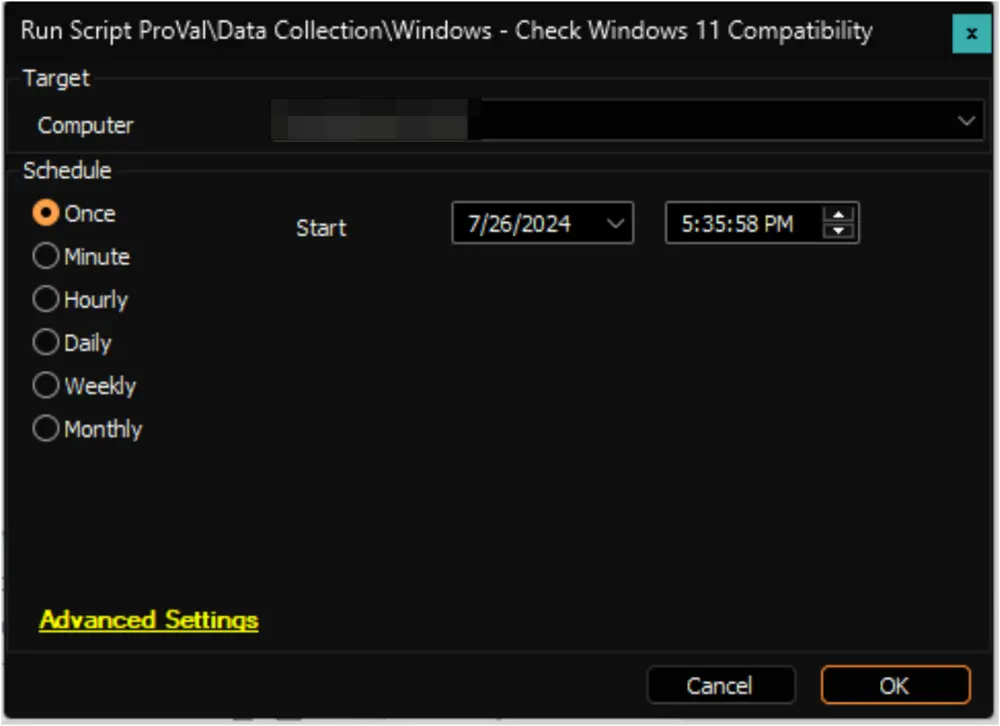 Run Script ProVal\Data Collection\Windows - Check Windows 11 Compatibility
x
Target
Computer
Schedule
Once
Start
7/26/2024
5:35:58 PM
Minute
Hourly
Daily
Weekly
Monthly
Advanced Settings
Cancel
OK